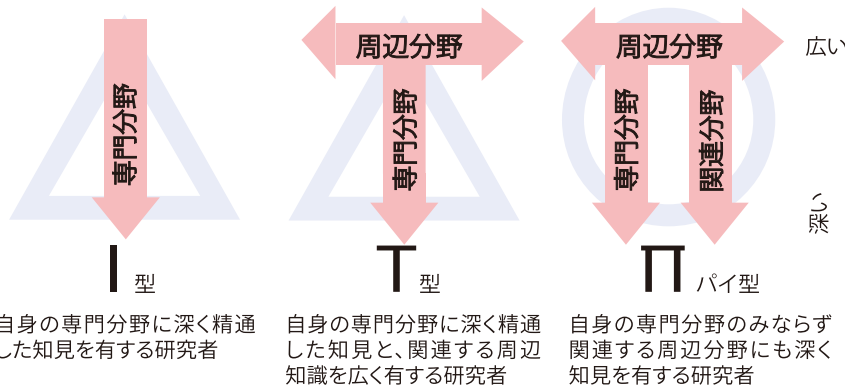 専門分野
I 型
自身の専門分野に深く精通
した知見を有する研究者
周辺分野
専門分野
T 型
自身の専門分野に深く精通
した知見と、関連する周辺
知識を広く有する研究者
周辺分野
専門分野
関連分野
Π パイ型
自身の専門分野のみならず
関連する周辺分野にも深く
知見を有する研究者
広い
深い